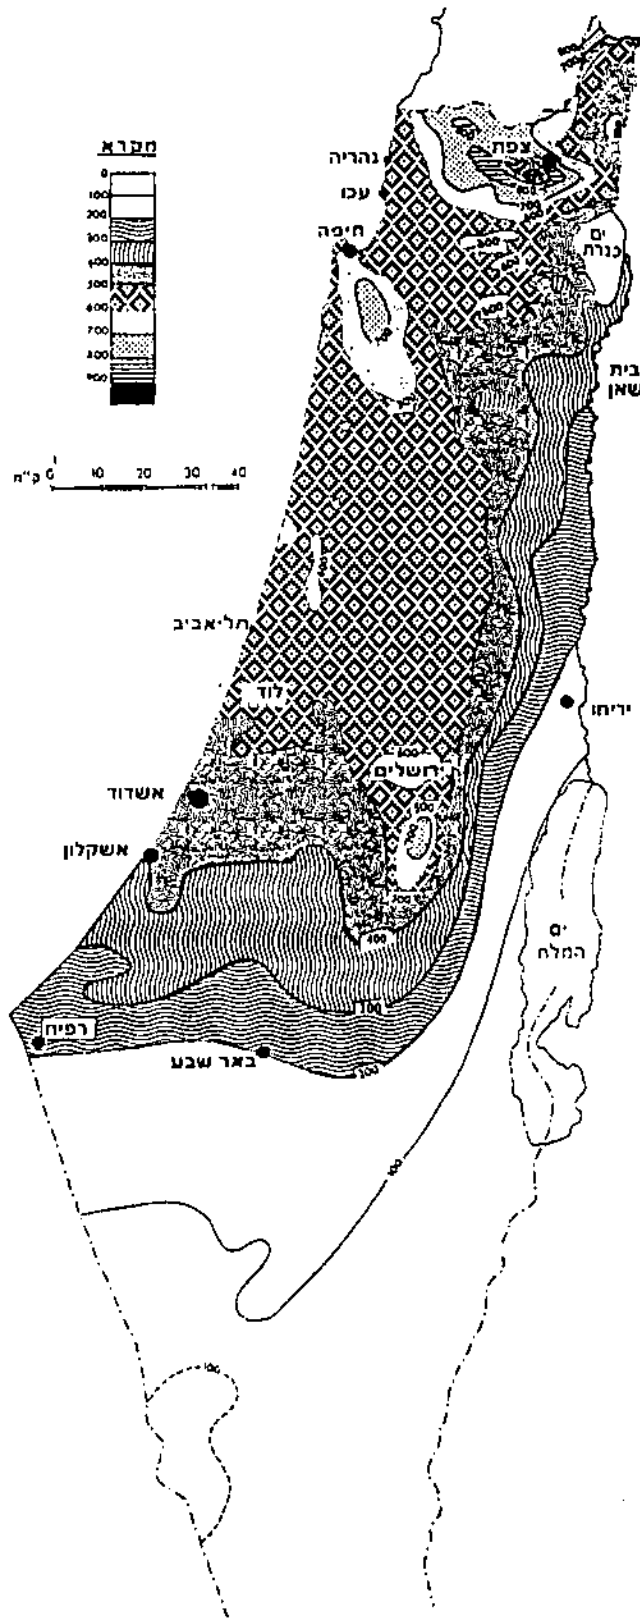 מקרא
0
100
200
300
400
500
600
700
800
900
ק"מ
0
10
20
40
צפת
נהריה
עכו
חיפה
ים
כנרת
בית
שאן
תל־אביב
לוד
יריחו
ירושלים
אשדוד
אשקלון
400
ים
המלח
רפיח
באר שבע
100
100